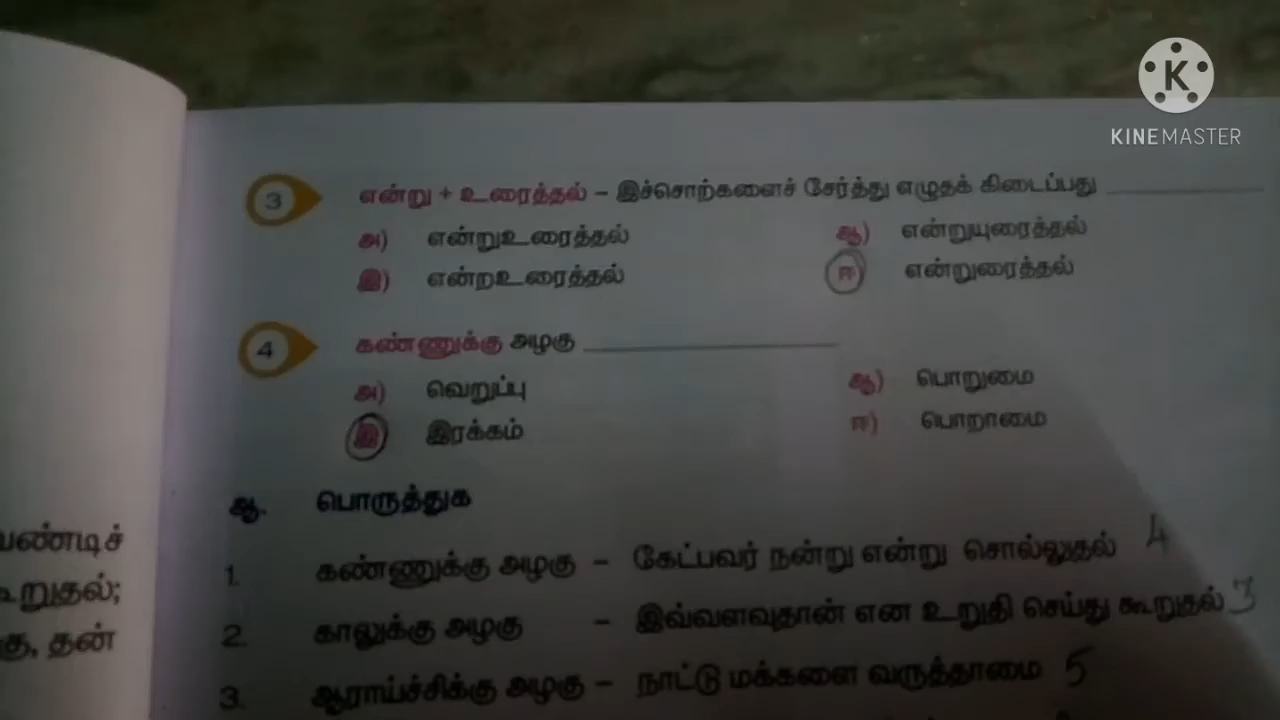 KINEMASTER
3 என்று + உரைத்தல் – இச்சொற்களைச் சேர்த்து எழுதக் கிடைப்பது
அ) என்றுஉரைத்தல் ஆ) என்றுயுரைத்தல்
இ) என்றஉரைத்தல் ஈ) என்றுரைத்தல்
4 கண்ணுக்கு அழகு
அ) வெறுப்பு ஆ) பொறுமை
இ) இரக்கம் ஈ) பொறாமை
ஆ. பொருத்துக
1. கண்ணுக்கு அழகு – கேட்பவர் நன்று என்று சொல்லுதல் 4
2. காலுக்கு அழகு – இவ்வளவுதான் என உறுதி செய்து கூறுதல் 3
3. ஆராய்ச்சிக்கு அழகு – நாட்டு மக்களை வருத்தாமை 5
தன்